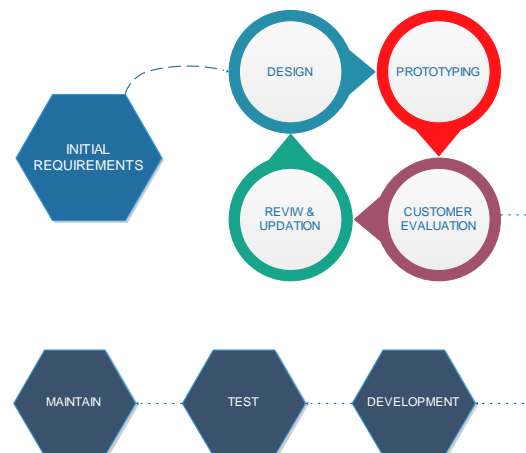 DESIGN
PROTOTYPING
INITIAL
REQUIREMENTS
REVIW &
UPDATION
CUSTOMER
EVALUATION
MAINTAIN
TEST
DEVELOPMENT